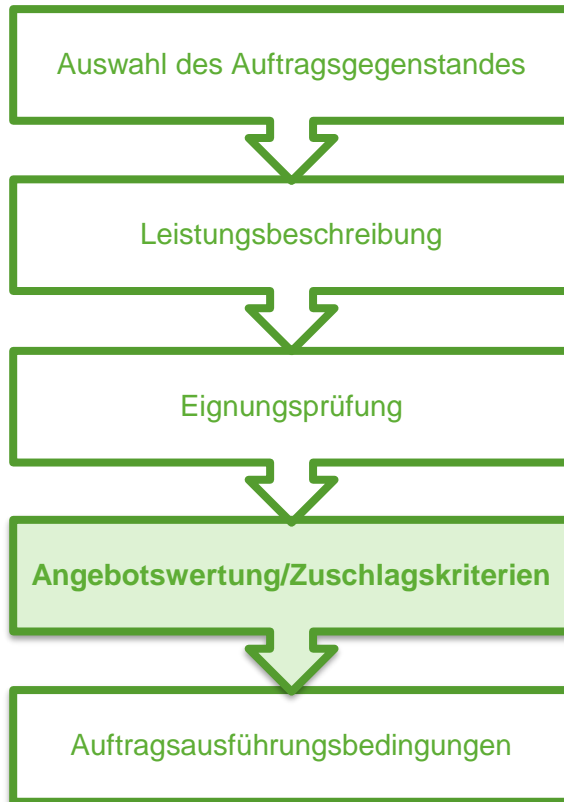 Auswahl des Auftragsgegenstandes
Leistungsbeschreibung
Eignungsprüfung
Angebotswertung/Zuschlagskriterien
Auftragsausführungsbedingungen